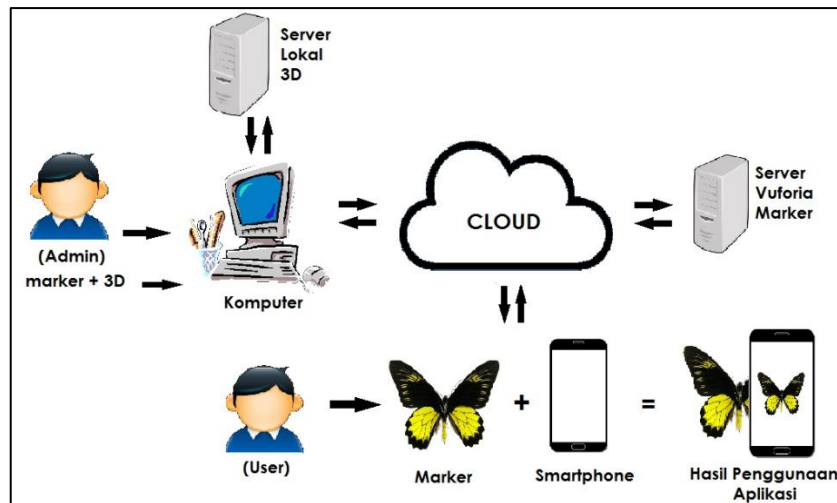 Server
Lokal
3D
CLOUD
Server
Vuforia
Marker
(Admin)
marker + 3D
Komputer
(User)
Marker
+
Smartphone
=
Hasil Penggunaan
Aplikasi